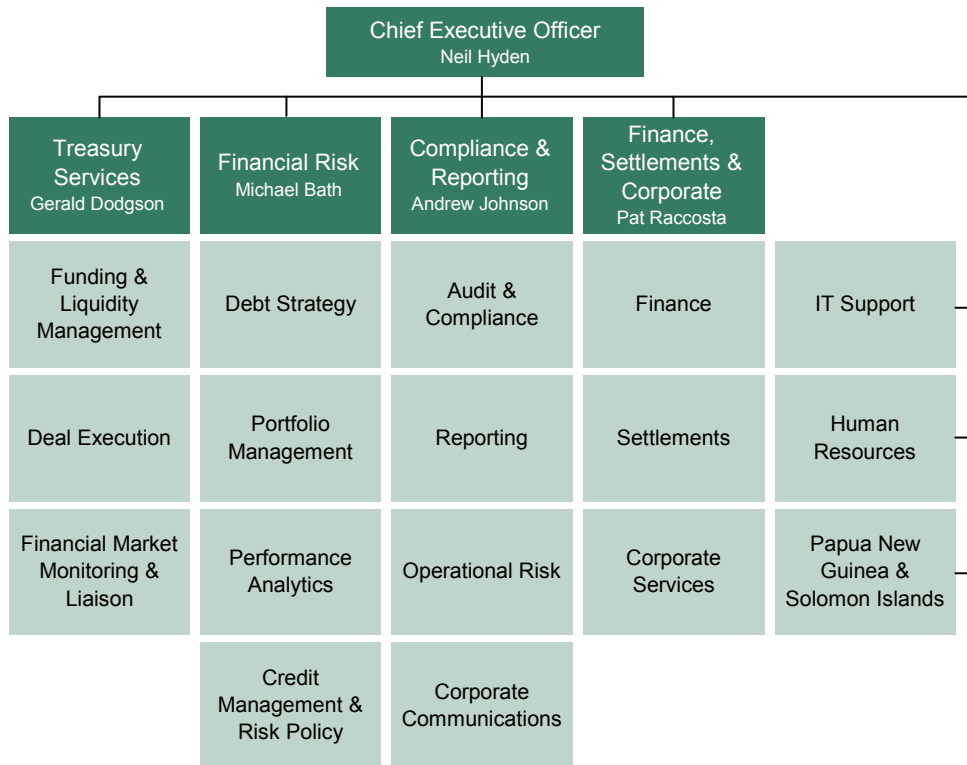 Chief Executive Officer
Neil Hyden
Treasury
Services
Gerald Dodgson
Financial Risk
Michael Bath
Compliance &
Reporting
Andrew Johnson
Finance,
Settlements &
Corporate
Pat Raccosta
Funding &
Liquidity
Management
Debt Strategy
Audit &
Compliance
Finance
IT Support
Deal Execution
Portfolio
Management
Reporting
Settlements
Human
Resources
Financial Market
Monitoring &
Liaison
Performance
Analytics
Operational Risk
Corporate
Services
Papua New
Guinea &
Solomon Islands
Credit
Management &
Risk Policy
Corporate
Communications